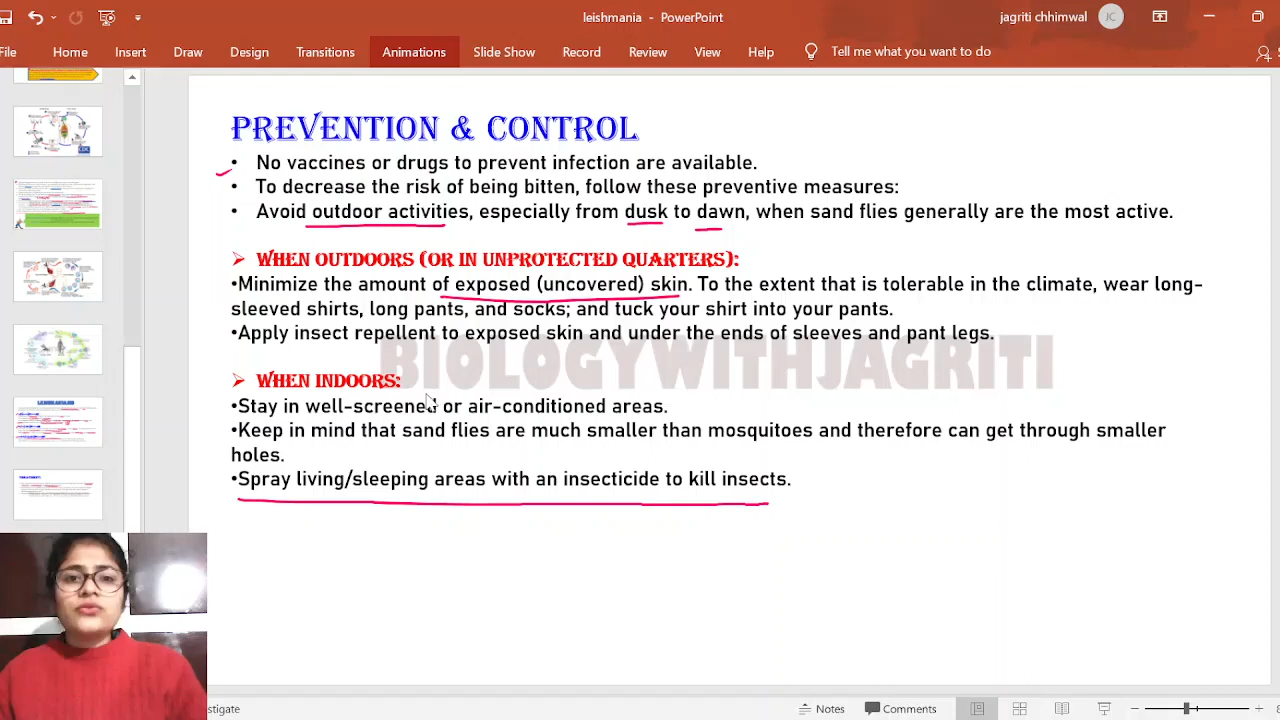 leishmania - PowerPoint
jagriti chhimwal
JC
File Home Insert Draw Design Transitions Animations Slide Show Record Review View Help Tell me what you want to do
PREVENTION & CONTROL
• No vaccines or drugs to prevent infection are available.
• To decrease the risk of being bitten, follow these preventive measures:
• Avoid outdoor activities, especially from dusk to dawn, when sand flies generally are the most active.
➢ WHEN OUTDOORS (OR IN UNPROTECTED QUARTERS):
•Minimize the amount of exposed (uncovered) skin. To the extent that is tolerable in the climate, wear long-
sleeved shirts, long pants, and socks; and tuck your shirt into your pants.
•Apply insect repellent to exposed skin and under the ends of sleeves and pant legs.
BIOLOGYWITHJAGRITI
➢ WHEN INDOORS:
•Stay in well-screened or air-conditioned areas.
•Keep in mind that sand flies are much smaller than mosquitoes and therefore can get through smaller
holes.
•Spray living/sleeping areas with an insecticide to kill insects.
stigate
Notes Comments